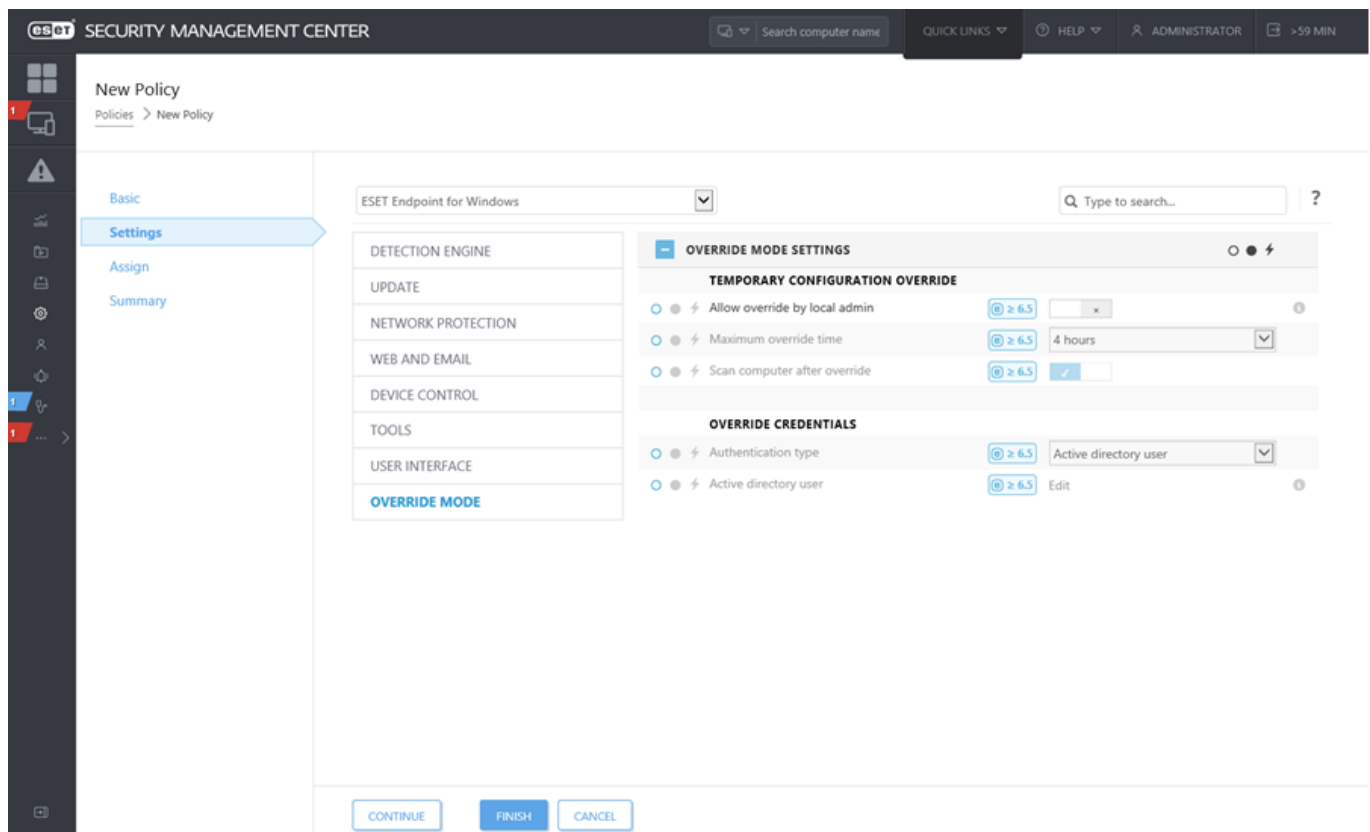 eset SECURITY MANAGEMENT CENTER Search computer name QUICK LINKS HELP ADMINISTRATOR >59 MIN
New Policy
Policies > New Policy
1
1
1
...
Basic
Settings
Assign
Summary
ESET Endpoint for Windows
Type to search...
?
DETECTION ENGINE
UPDATE
NETWORK PROTECTION
WEB AND EMAIL
DEVICE CONTROL
TOOLS
USER INTERFACE
OVERRIDE MODE
OVERRIDE MODE SETTINGS
TEMPORARY CONFIGURATION OVERRIDE
Allow override by local admin ≥ 6.5
Maximum override time ≥ 6.5 4 hours
Scan computer after override ≥ 6.5
OVERRIDE CREDENTIALS
Authentication type ≥ 6.5 Active directory user
Active directory user ≥ 6.5 Edit
CONTINUE FINISH CANCEL